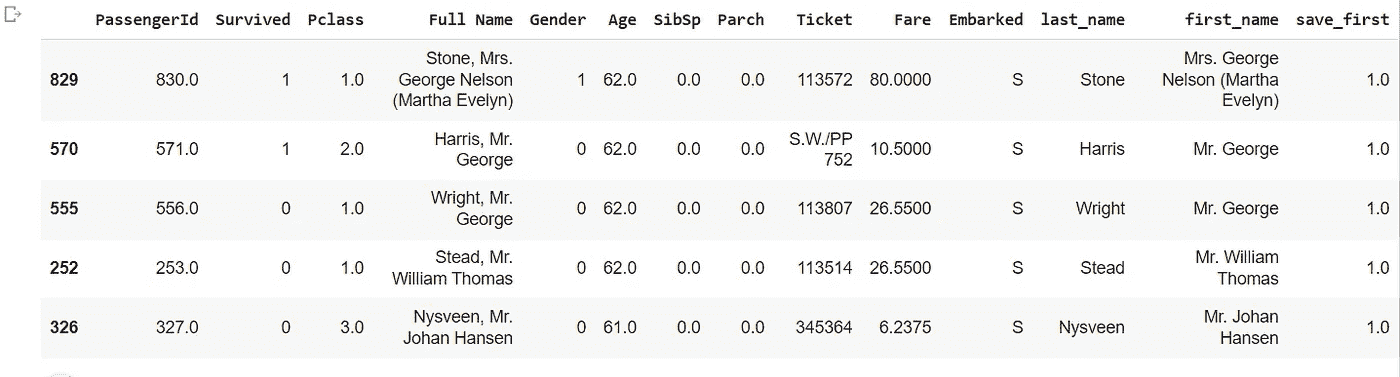 PassengerId Survived Pclass Full Name Gender Age SibSp Parch Ticket Fare Embarked last_name first_name save_first
829 830.0 1 1.0 Stone, Mrs. George Nelson (Martha Evelyn) 1 62.0 0.0 0.0 113572 80.0000 S Stone Mrs. George Nelson (Martha Evelyn) 1.0
570 571.0 1 2.0 Harris, Mr. George 0 62.0 0.0 0.0 S.W./PP 752 10.5000 S Harris Mr. George 1.0
555 556.0 0 1.0 Wright, Mr. George 0 62.0 0.0 0.0 113807 26.5500 S Wright Mr. George 1.0
252 253.0 0 1.0 Stead, Mr. William Thomas 0 62.0 0.0 0.0 113514 26.5500 S Stead Mr. William Thomas 1.0
326 327.0 0 3.0 Nysveen, Mr. Johan Hansen 0 61.0 0.0 0.0 345364 6.2375 S Nysveen Mr. Johan Hansen 1.0